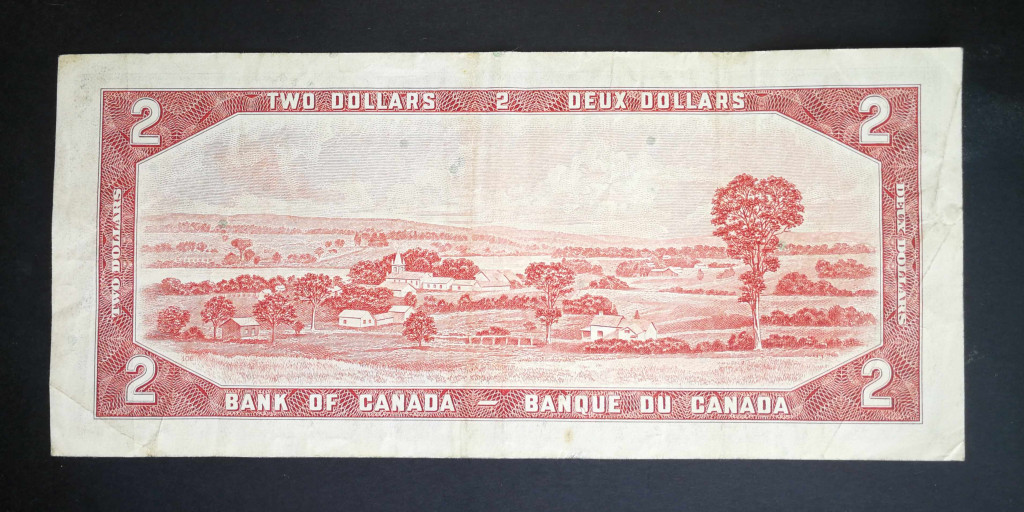 2 TWO DOLLARS 2 DEUX DOLLARS 2
TWO DOLLARS
DEUX DOLLARS
2 BANK OF CANADA — BANQUE DU CANADA 2